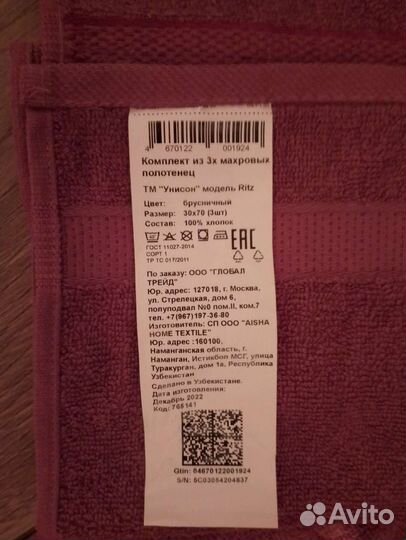 4 670122 001924
Комплект из 3х махровых
полотенец
ТМ "Унисон" модель Ritz
Цвет: брусничный
Размер: 30х70 (3шт)
Состав: 100% хлопок
ГОСТ 11027-2014
СОРТ 1
ТР ТС 017/2011
EAC
По заказу: ООО "ГЛОБАЛ
ТРЕЙД"
Юр. адрес: 127018, г. Москва,
ул. Стрелецкая, дом 6,
полуподвал №0 пом.II, ком.7
тел. +7(967)197-36-80
Изготовитель: СП ООО "AISHA
HOME TEXTILE"
Юр. адрес :160100,
Наманганская область, г.
Наманган, Истикбол МСГ, улица
Туракурган, дом 1а, Республика
Узбекистан
Сделано в Узбекистане.
Дата изготовления:
Декабрь 2022
Код: 768141
Gtin: 04670122001924
S/N: 5C03054204837
Avito